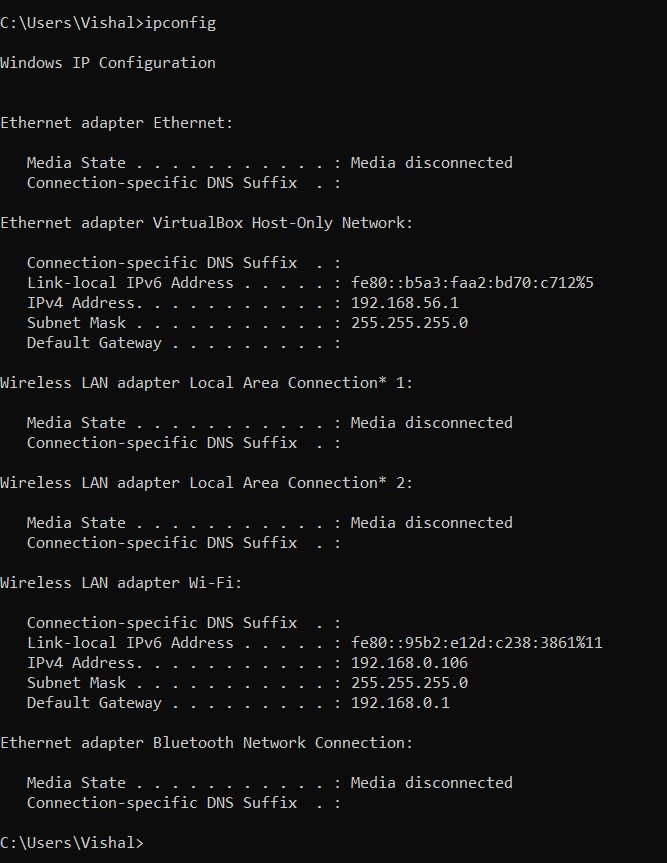 C:\Users\Vishal>ipconfig
Windows IP Configuration
Ethernet adapter Ethernet:
   Media State . . . . . . . . . . . : Media disconnected
   Connection-specific DNS Suffix  . :
Ethernet adapter VirtualBox Host-Only Network:
   Connection-specific DNS Suffix  . :
   Link-local IPv6 Address . . . . . : fe80::b5a3:faa2:bd70:c712%5
   IPv4 Address. . . . . . . . . . . : 192.168.56.1
   Subnet Mask . . . . . . . . . . . : 255.255.255.0
   Default Gateway . . . . . . . . . :
Wireless LAN adapter Local Area Connection* 1:
   Media State . . . . . . . . . . . : Media disconnected
   Connection-specific DNS Suffix  . :
Wireless LAN adapter Local Area Connection* 2:
   Media State . . . . . . . . . . . : Media disconnected
   Connection-specific DNS Suffix  . :
Wireless LAN adapter Wi-Fi:
   Connection-specific DNS Suffix  . :
   Link-local IPv6 Address . . . . . : fe80::95b2:e12d:c238:3861%11
   IPv4 Address. . . . . . . . . . . : 192.168.0.106
   Subnet Mask . . . . . . . . . . . : 255.255.255.0
   Default Gateway . . . . . . . . . : 192.168.0.1
Ethernet adapter Bluetooth Network Connection:
   Media State . . . . . . . . . . . : Media disconnected
   Connection-specific DNS Suffix  . :
C:\Users\Vishal>